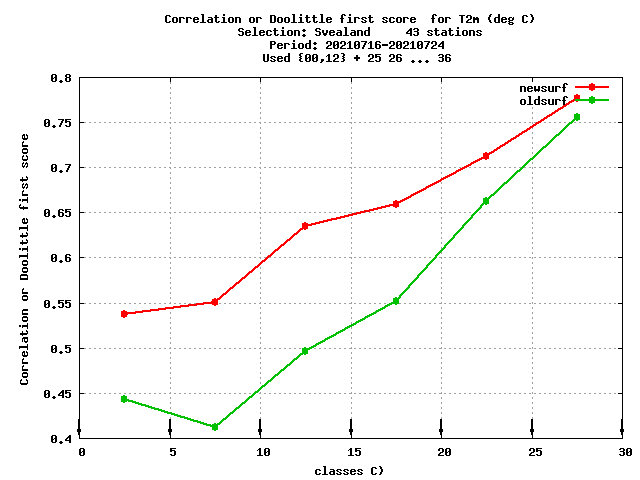 Correlation or Doolittle first score  for T2m (deg C)
Selection: Svealand     43 stations
Period: 20210716-20210724
Used {00,12} + 25 26 ... 36
newsurf
oldsurf
Correlation or Doolittle first score
0.8
0.75
0.7
0.65
0.6
0.55
0.5
0.45
0.4
0 5 10 15 20 25 30
classes C)